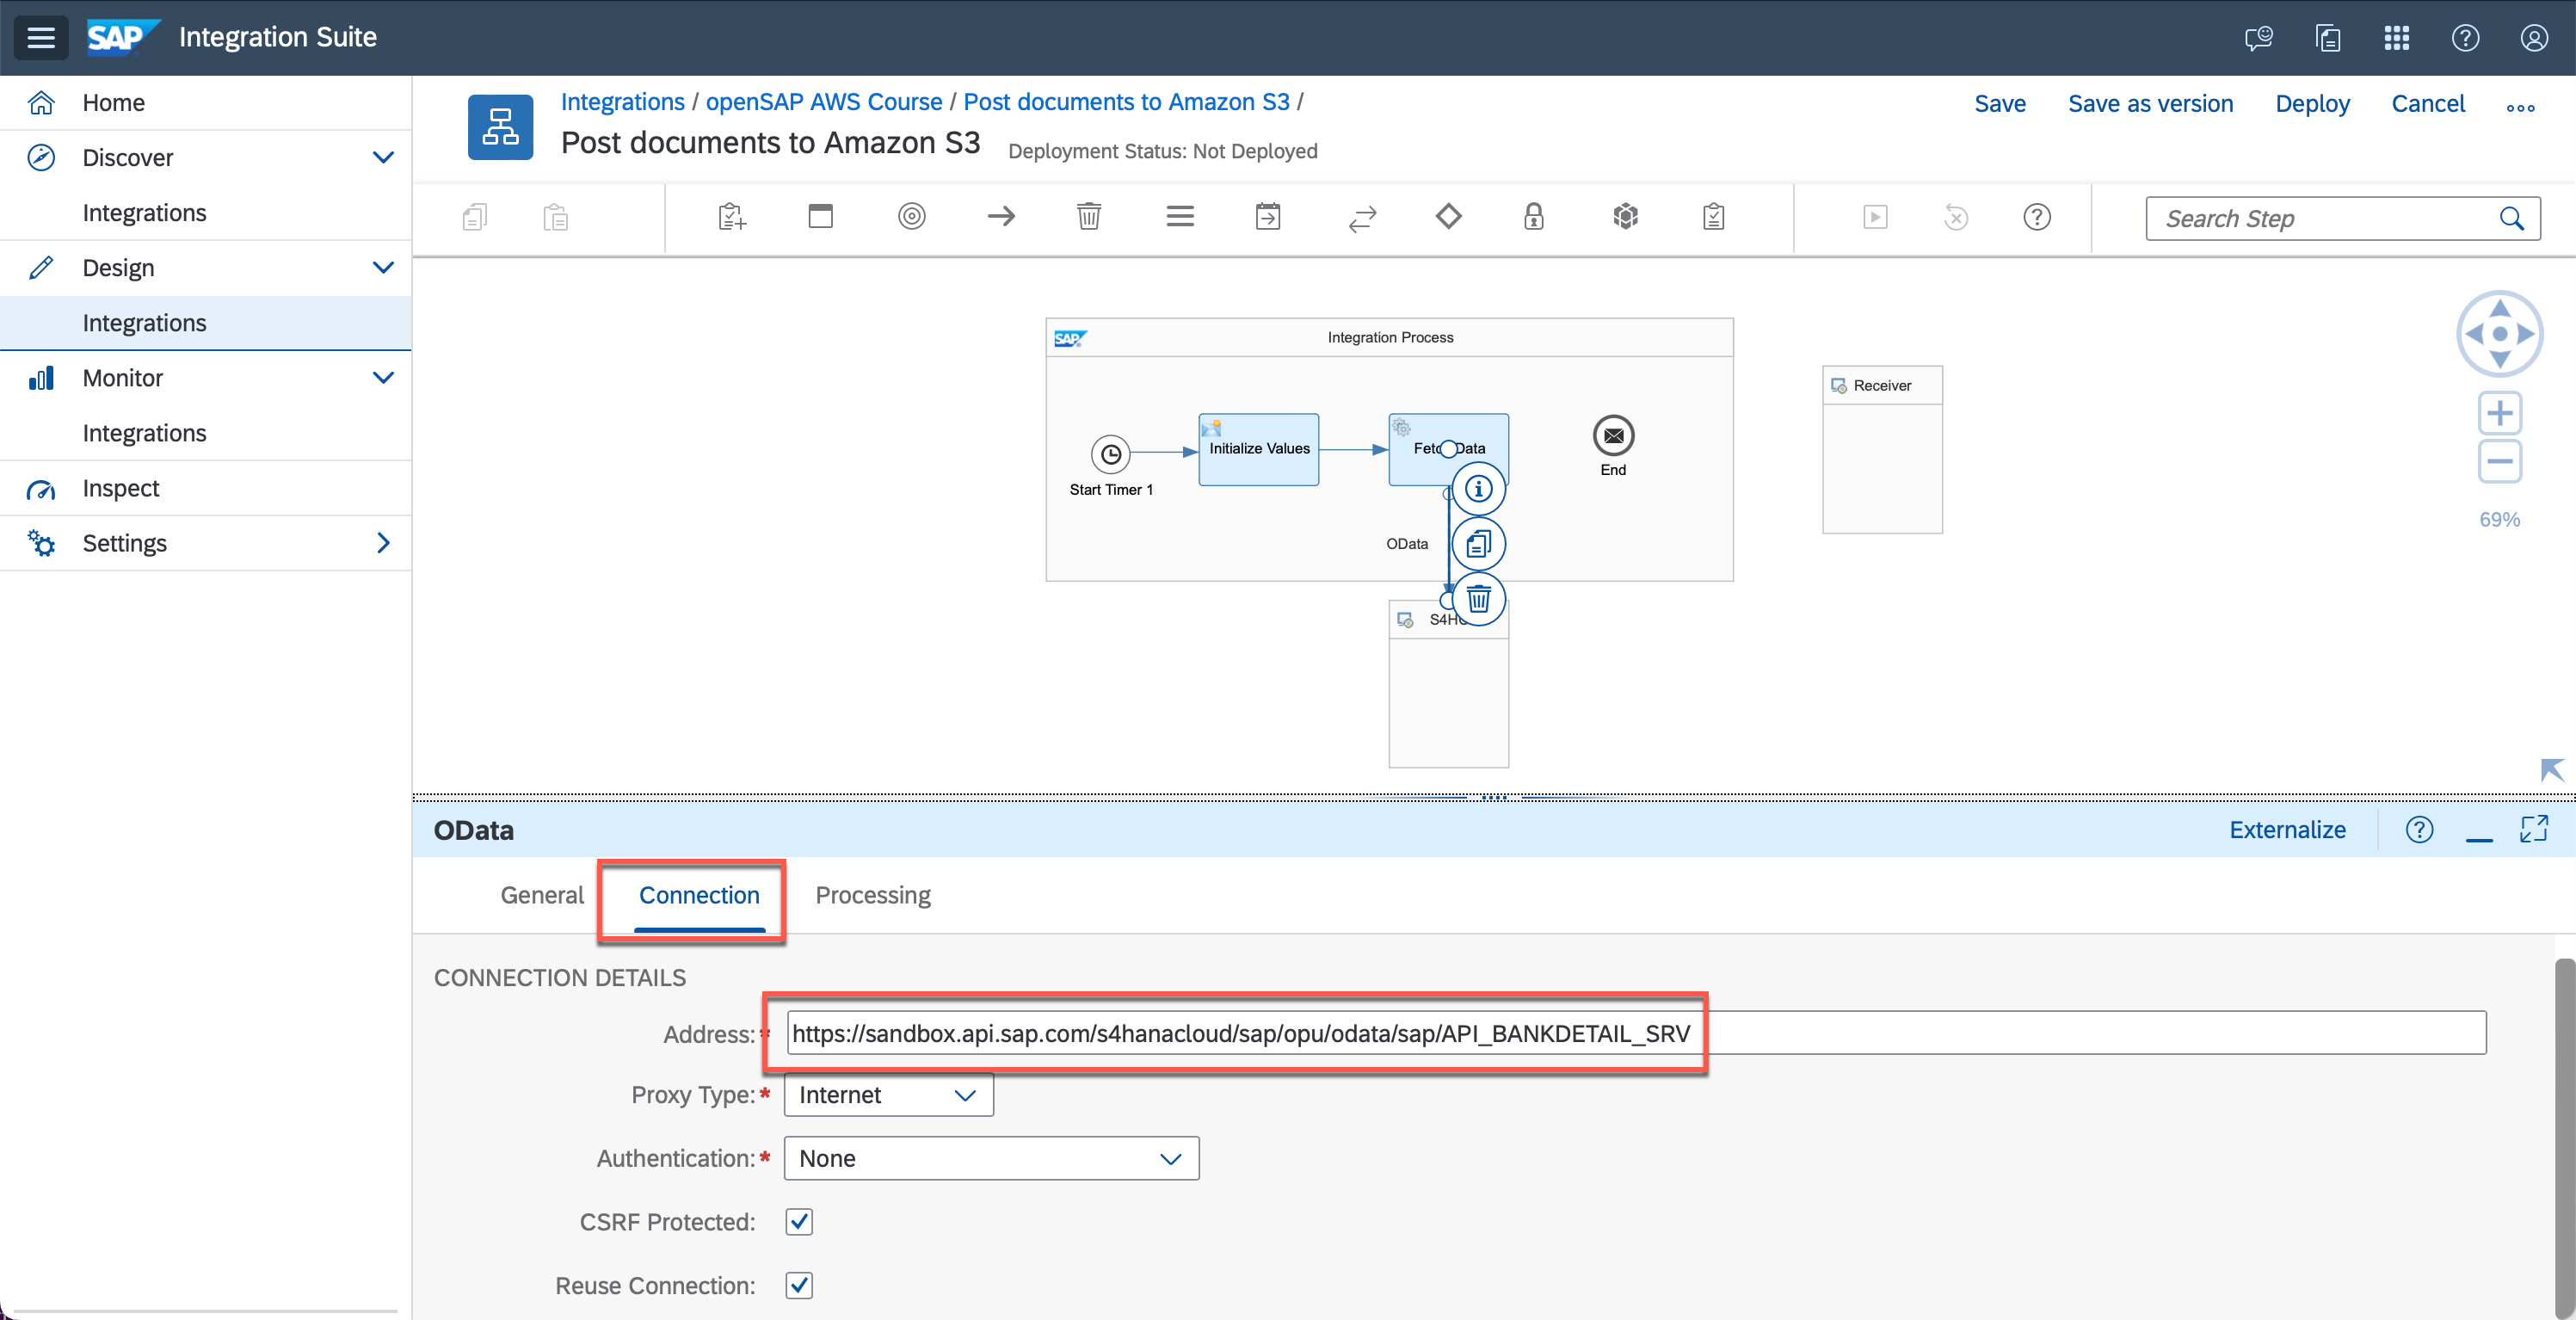 SAP Integration Suite
Home
Discover
Integrations
Design
Integrations
Monitor
Integrations
Inspect
Settings
Integrations / openSAP AWS Course / Post documents to Amazon S3 /
Post documents to Amazon S3 Deployment Status: Not Deployed
Save Save as version Deploy Cancel
Search Step
SAP Integration Process
Receiver
Initialize Values
Start Timer 1
End
OData
69%
OData
Externalize
General Connection Processing
CONNECTION DETAILS
Address:* https://sandbox.api.sap.com/s4hanacloud/sap/opu/odata/sap/API_BANKDETAIL_SRV
Proxy Type:* Internet
Authentication:* None
CSRF Protected:
Reuse Connection: